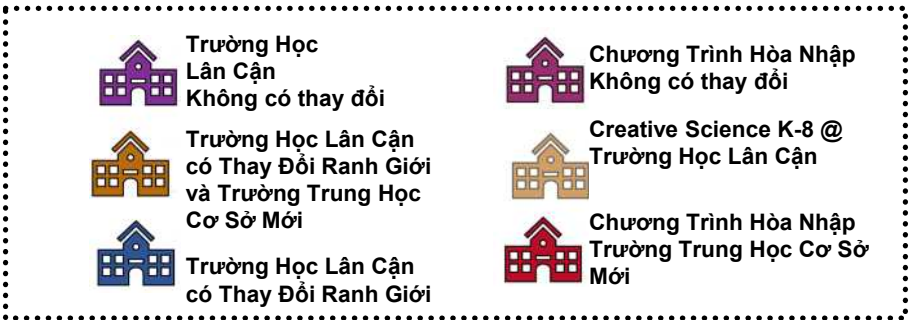 Trường Học
Lân Cận
Không có thay đổi
Trường Học Lân Cận
có Thay Đổi Ranh Giới
và Trường Trung Học
Cơ Sở Mới
Trường Học Lân Cận
có Thay Đổi Ranh Giới
Chương Trình Hòa Nhập
Không có thay đổi
Creative Science K-8 @
Trường Học Lân Cận
Chương Trình Hòa Nhập
Trường Trung Học Cơ Sở
Mới